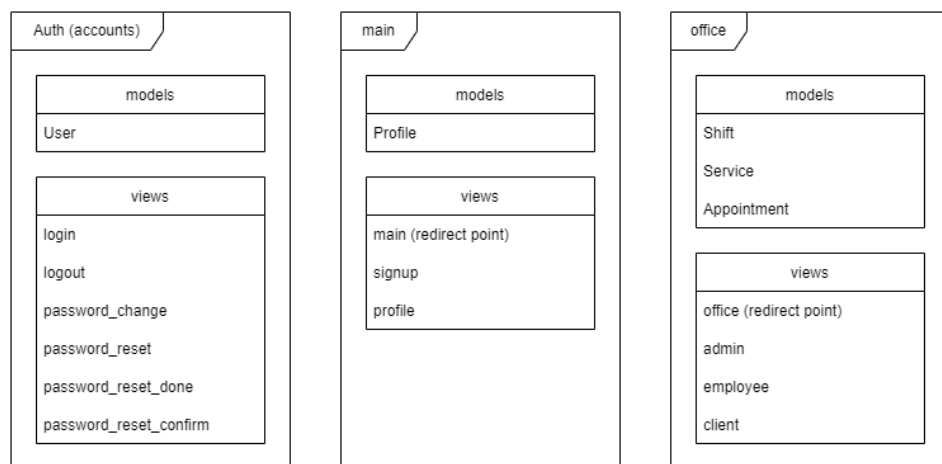 Auth (accounts)
models
User
views
login
logout
password_change
password_reset
password_reset_done
password_reset_confirm
main
models
Profile
views
main (redirect point)
signup
profile
office
models
Shift
Service
Appointment
views
office (redirect point)
admin
employee
client